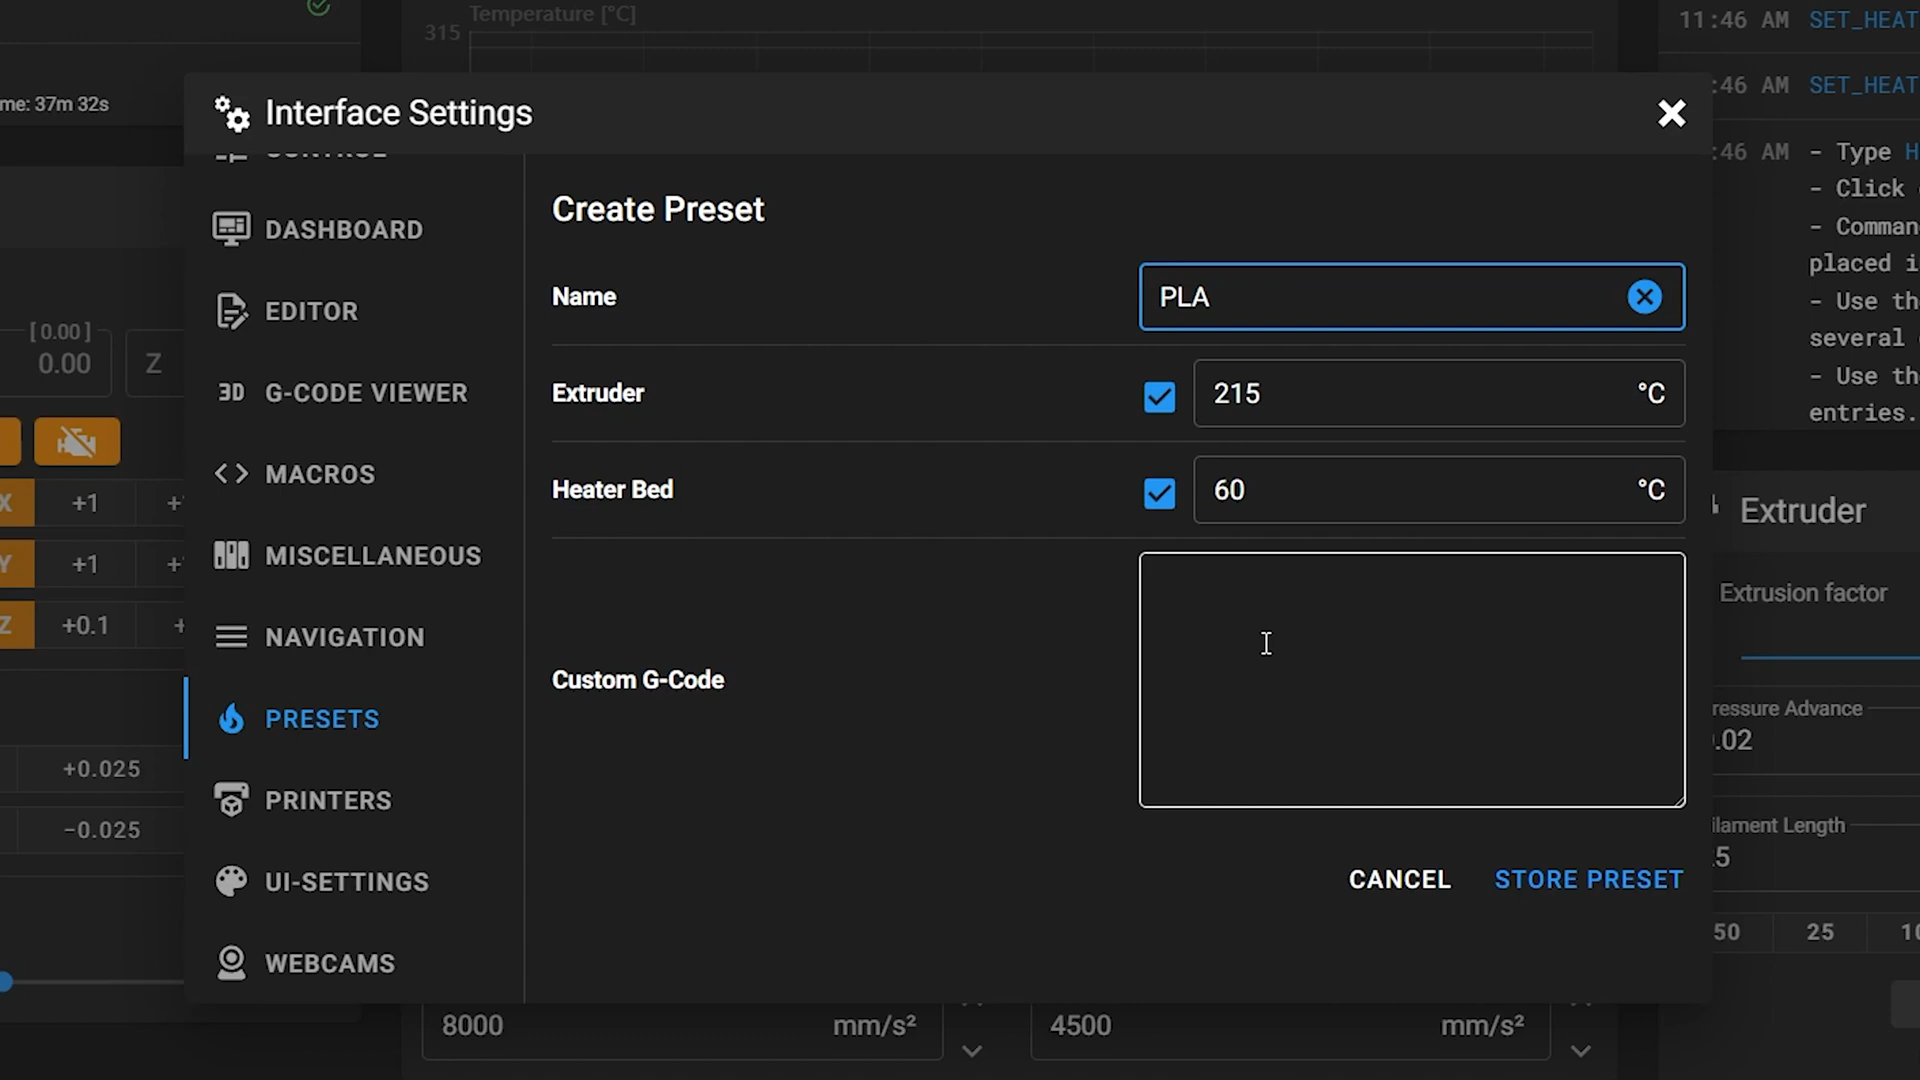 Temperature [°C]
315
me: 37m 32s
11:46 AM SET_HEAT
:46 AM SET_HEAT
:46 AM - Type H
- Click
- Comman
placed i
- Use th
several
- Use th
entries.
Interface Settings
CONTROL
DASHBOARD
EDITOR
3D G-CODE VIEWER
MACROS
MISCELLANEOUS
NAVIGATION
PRESETS
PRINTERS
UI-SETTINGS
WEBCAMS
Create Preset
Name
PLA
Extruder
215 °C
Heater Bed
60 °C
Custom G-Code
CANCEL STORE PRESET
[0.00]
0.00
Z
X +1 +
Y +1 +
Z +0.1 +
+0.025
-0.025
Extruder
Extrusion factor
ressure Advance
.02
ilament Length
5
50 25 10
8000 mm/s²
4500 mm/s²